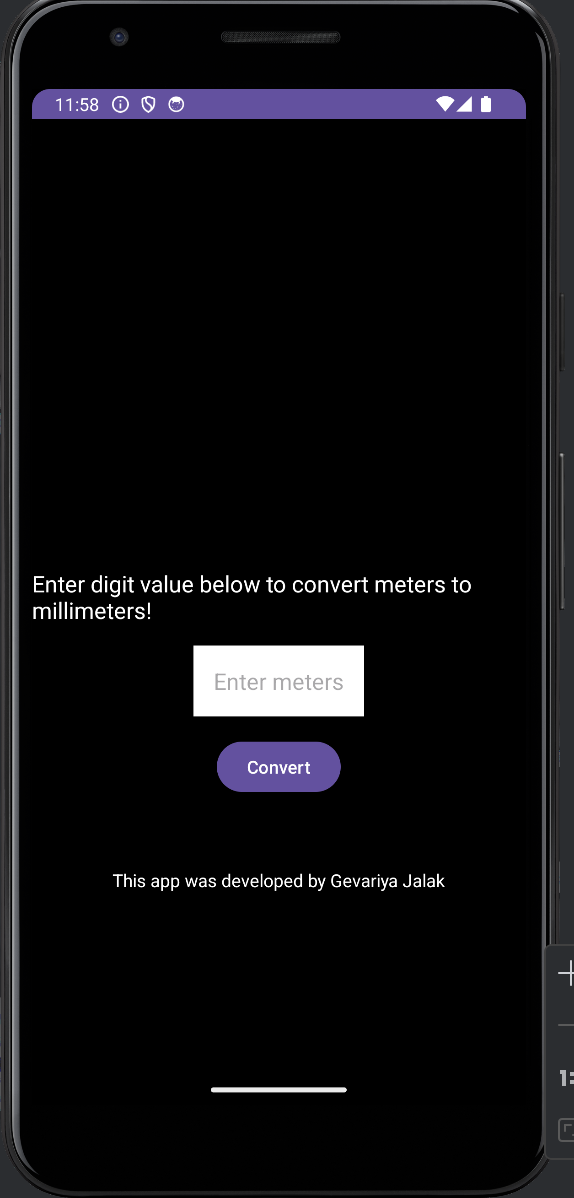 11:58
Enter digit value below to convert meters to
millimeters!
Enter meters
Convert
This app was developed by Gevariya Jalak